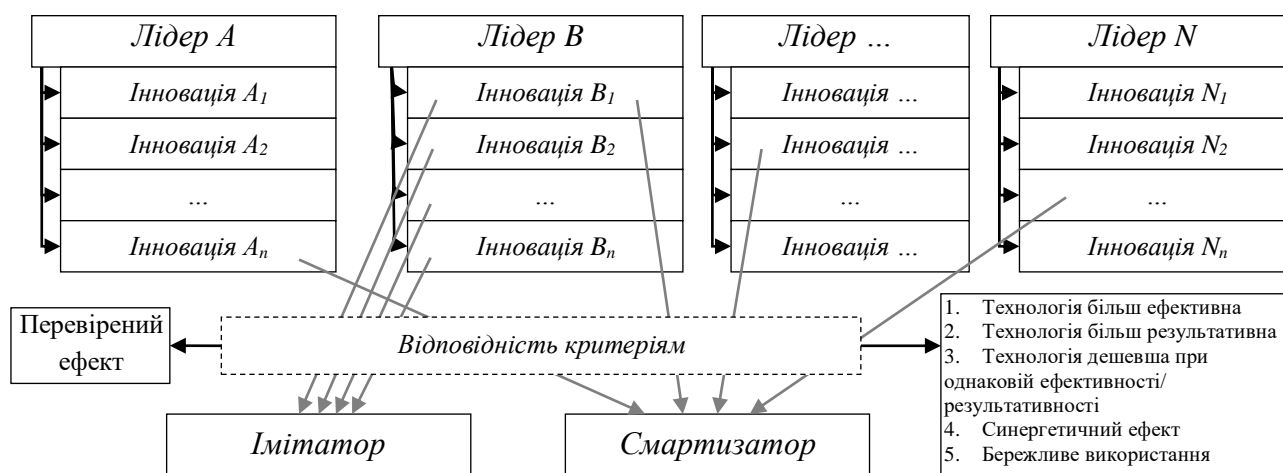 Лідер A
Лідер B
Лідер …
Лідер N
Інновація A1
Інновація B1
Інновація …
Інновація N1
Інновація A2
Інновація B2
Інновація …
Інновація N2
...
...
...
...
Інновація An
Інновація Bn
Інновація …
Інновація Nn
Перевірений
ефект
Відповідність критеріям
1. Технологія більш ефективна
2. Технологія більш результативна
3. Технологія дешевша при
однаковій ефективності/
результативності
4. Синергетичний ефект
5. Бережливе використання
Імітатор
Смартизатор